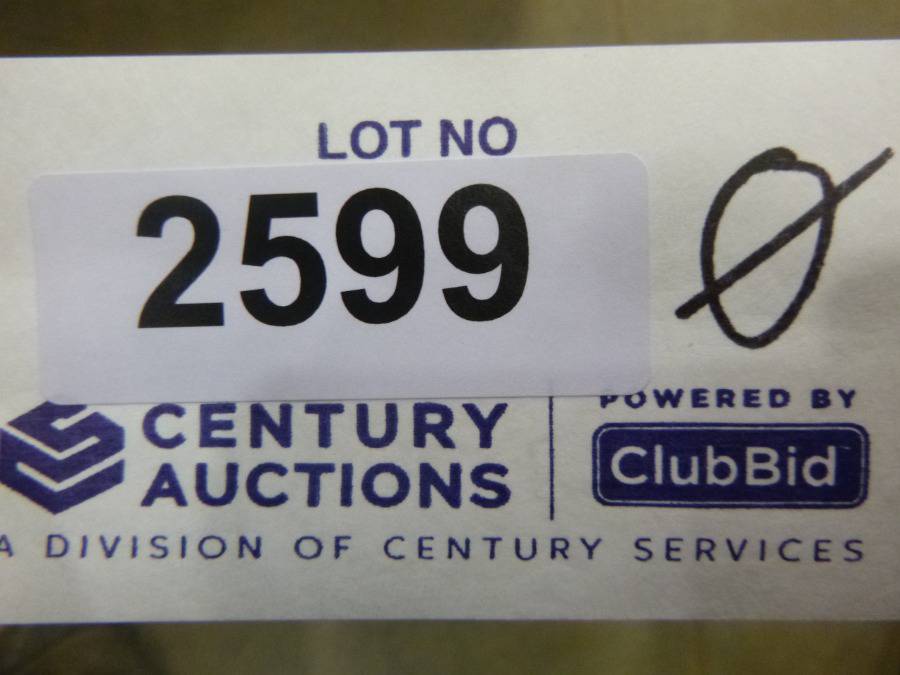 LOT NO
2599
Ø
CENTURY
AUCTIONS
POWERED BY
ClubBid
A DIVISION OF CENTURY SERVICES